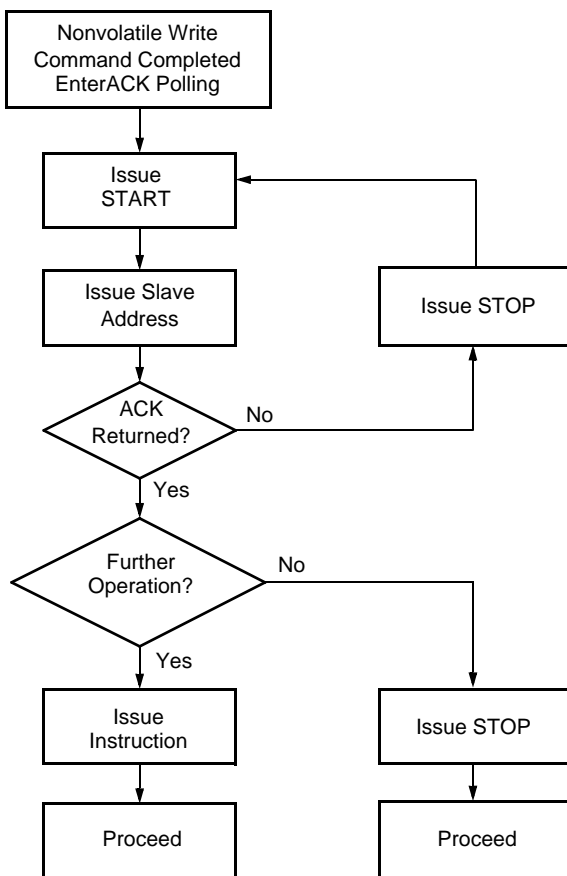 Nonvolatile Write
Command Completed
EnterACK Polling
Issue
START
Issue Slave
Address
Issue STOP
ACK
Returned?
No
Yes
Further
Operation?
No
Yes
Issue
Instruction
Issue STOP
Proceed
Proceed